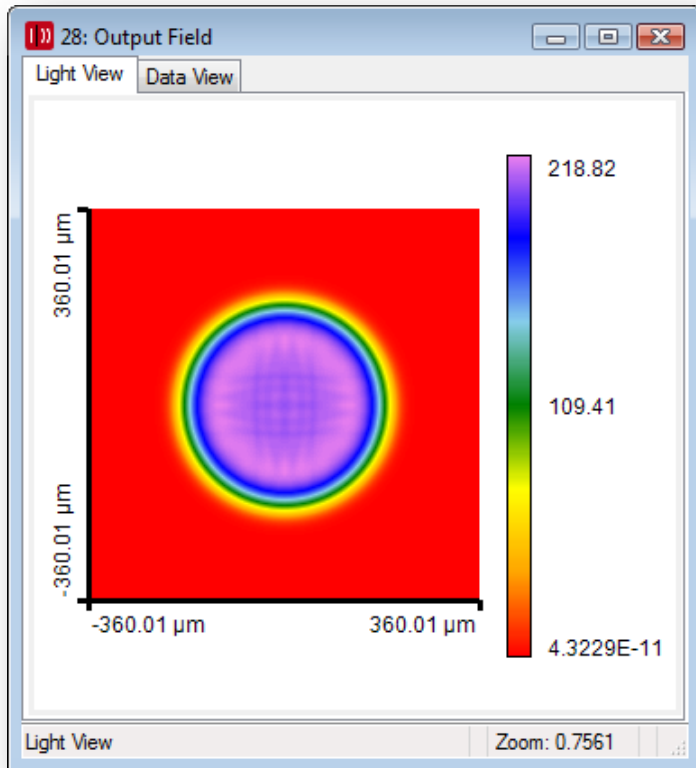 28: Output Field
Light View
Data View
218.82
360.01 µm
109.41
-360.01 µm
4.3229E-11
-360.01 µm
360.01 µm
Light View
Zoom: 0.7561